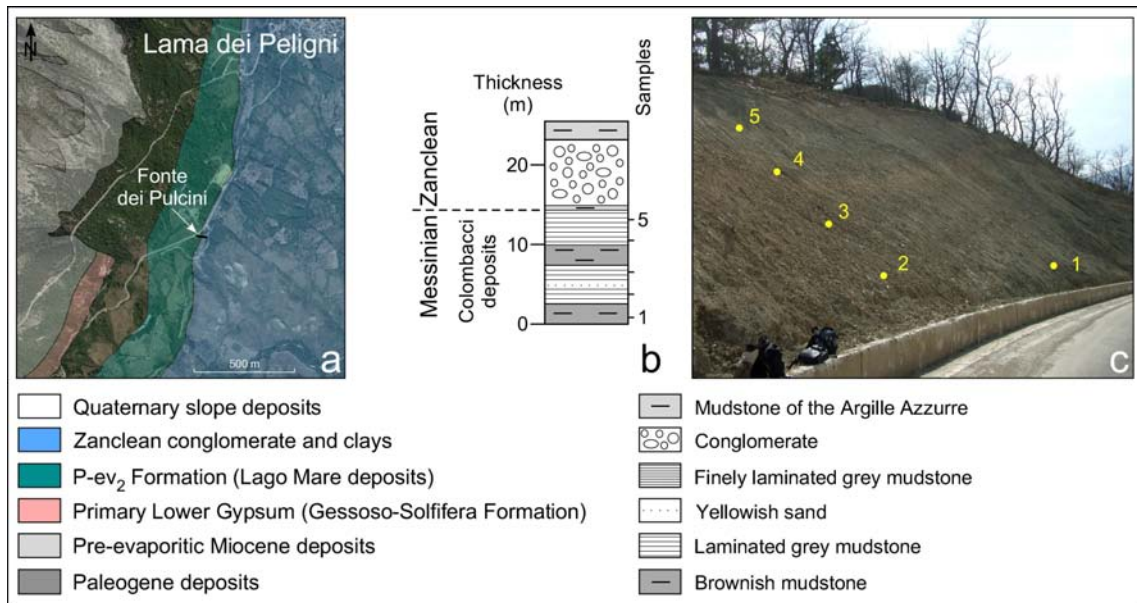 N
Lama dei Peligni
Fonte
dei Pulcini
500 m
a
Thickness
(m)
Samples
20
10
0
Zanclean
Messinian
Colombacci
deposits
5
1
b
5
4
3
2
1
c
Quaternary slope deposits
Zanclean conglomerate and clays
P-ev₂ Formation (Lago Mare deposits)
Primary Lower Gypsum (Gessoso-Solfifera Formation)
Pre-evaporitic Miocene deposits
Paleogene deposits
Mudstone of the Argille Azzurre
Conglomerate
Finely laminated grey mudstone
Yellowish sand
Laminated grey mudstone
Brownish mudstone